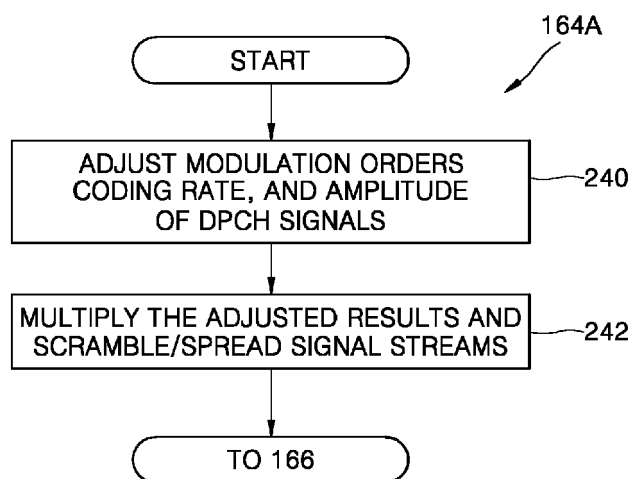 164A
START
ADJUST MODULATION ORDERS
CODING RATE, AND AMPLITUDE
OF DPCH SIGNALS
240
MULTIPLY THE ADJUSTED RESULTS AND
SCRAMBLE/SPREAD SIGNAL STREAMS
242
TO 166